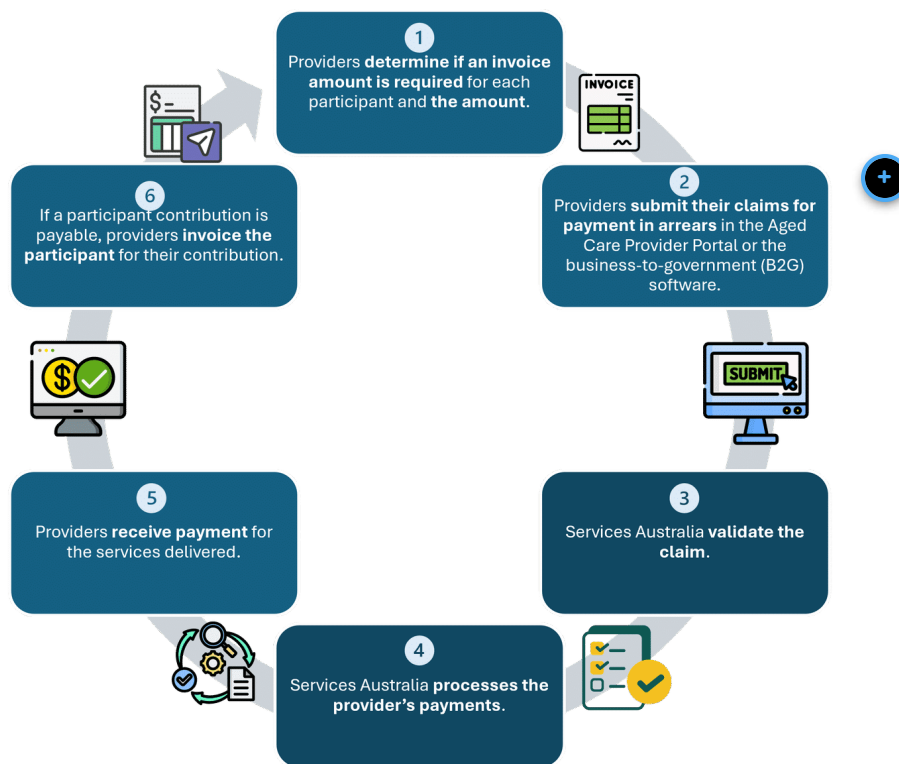 1
Providers determine if an invoice
amount is required for each
participant and the amount.
$
INVOICE
6
If a participant contribution is
payable, providers invoice the
participant for their contribution.
2
Providers submit their claims for
payment in arrears in the Aged
Care Provider Portal or the
business-to-government (B2G)
software.
+
$
SUBMIT
5
Providers receive payment for
the services delivered.
3
Services Australia validate the
claim.
4
Services Australia processes the
provider’s payments.